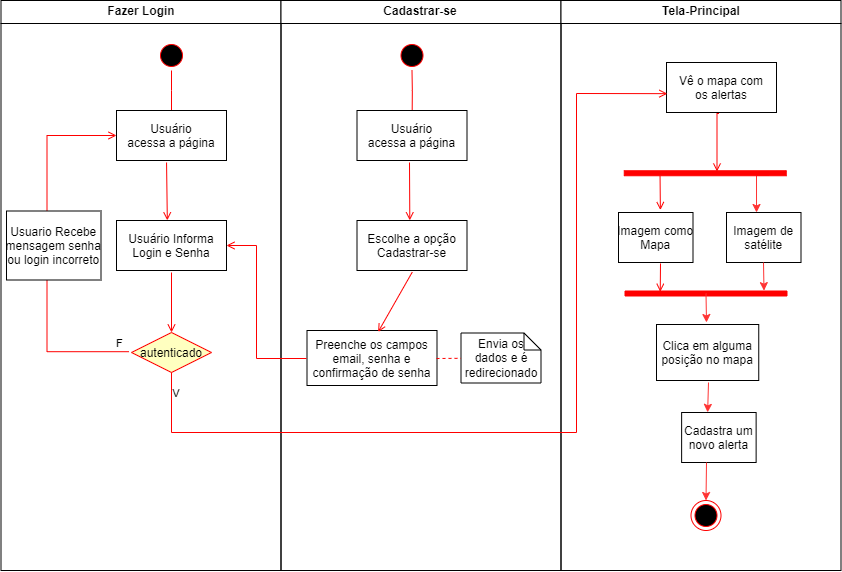 Fazer Login
Cadastrar-se
Tela-Principal
Usuário
acessa a página
Usuario Recebe
mensagem senha
ou login incorreto
Usuário Informa
Login e Senha
F
autenticado
V
Usuário
acessa a página
Escolhe a opção
Cadastrar-se
Preenche os campos
email, senha e
confirmação de senha
Envia os
dados e é
redirecionado
Vê o mapa com
os alertas
Imagem como
Mapa
Imagem de
satélite
Clica em alguma
posição no mapa
Cadastra um
novo alerta